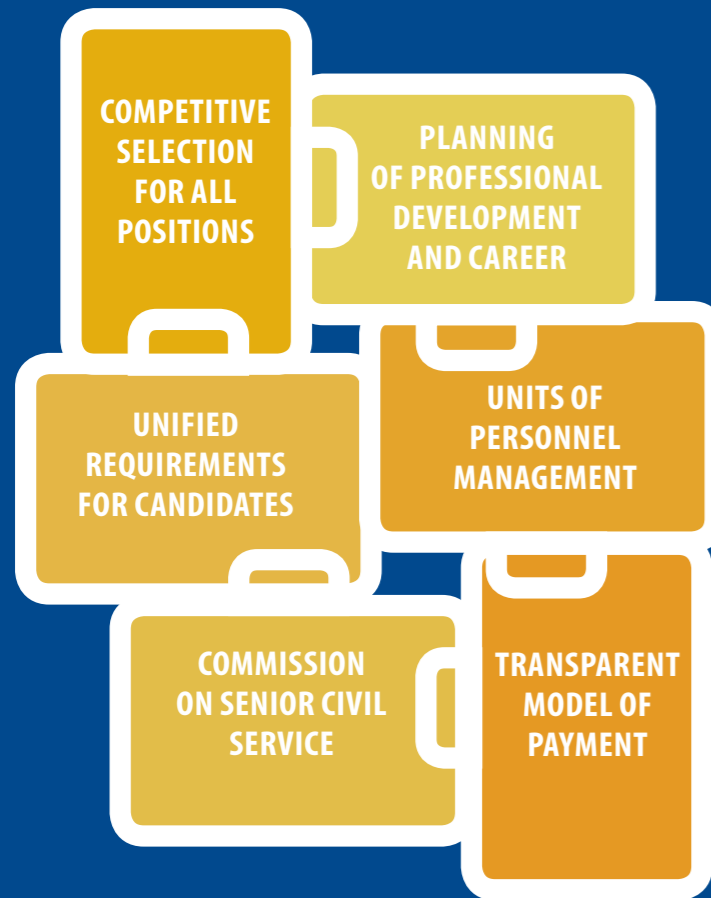 COMPETITIVE
SELECTION
FOR ALL
POSITIONS
PLANNING
OF PROFESSIONAL
DEVELOPMENT
AND CAREER
UNIFIED
REQUIREMENTS
FOR CANDIDATES
UNITS OF
PERSONNEL
MANAGEMENT
COMMISSION
ON SENIOR CIVIL
SERVICE
TRANSPARENT
MODEL OF
PAYMENT